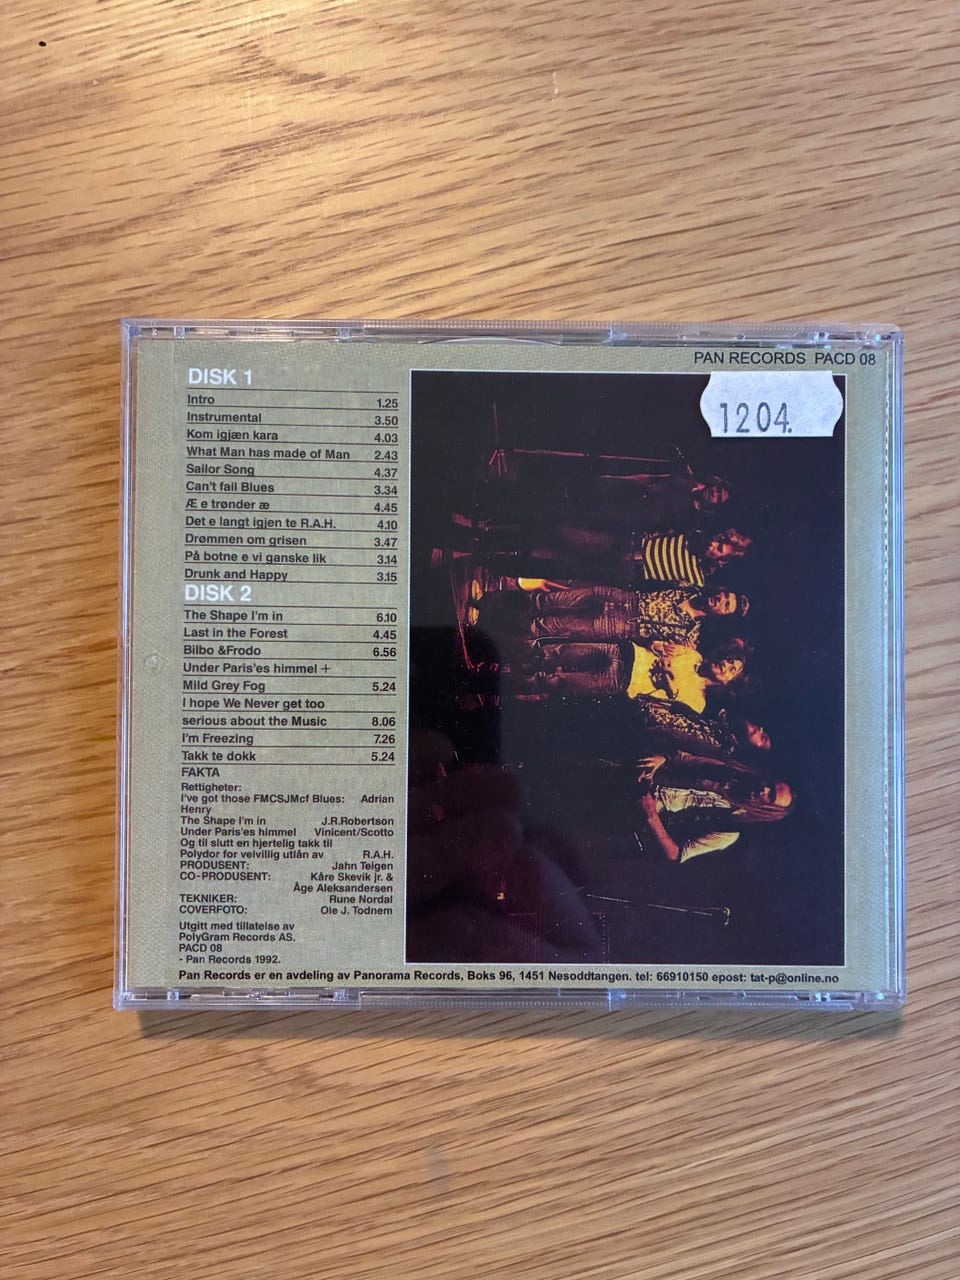 PAN RECORDS PACD 08
1204.
DISK 1
Intro 1.25
Instrumental 3.50
Kom igjæn kara 4.03
What Man has made of Man 2.43
Sailor Song 4.37
Can't fail Blues 3.34
Æ e trønder æ 4.45
Det e langt igjen te R.A.H. 4.10
Drømmen om grisen 3.47
På botne e vi ganske lik 3.14
Drunk and Happy 3.15
DISK 2
The Shape I'm in 6.10
Last in the Forest 4.45
Bilbo &Frodo 6.56
Under Paris'es himmel +
Mild Grey Fog 5.24
I hope We Never get too
serious about the Music 8.06
I'm Freezing 7.26
Takk te dokk 5.24
FAKTA
Rettigheter:
I've got those FMCSJMcf Blues: Adrian
Henry
The Shape I'm in J.R.Robertson
Under Paris'es himmel Vinicent/Scotto
Og til slutt en hjertelig takk til
Polydor for velvillig utlån av R.A.H.
PRODUSENT: Jahn Teigen
CO-PRODUSENT: Kåre Skevik jr. &
Åge Aleksandersen
TEKNIKER: Rune Nordal
COVERFOTO: Ole J. Todnem
Utgitt med tillatelse av
PolyGram Records AS.
PACD 08
- Pan Records 1992.
Pan Records er en avdeling av Panorama Records, Boks 96, 1451 Nesoddtangen. tel: 66910150 epost: tat-p@online.no